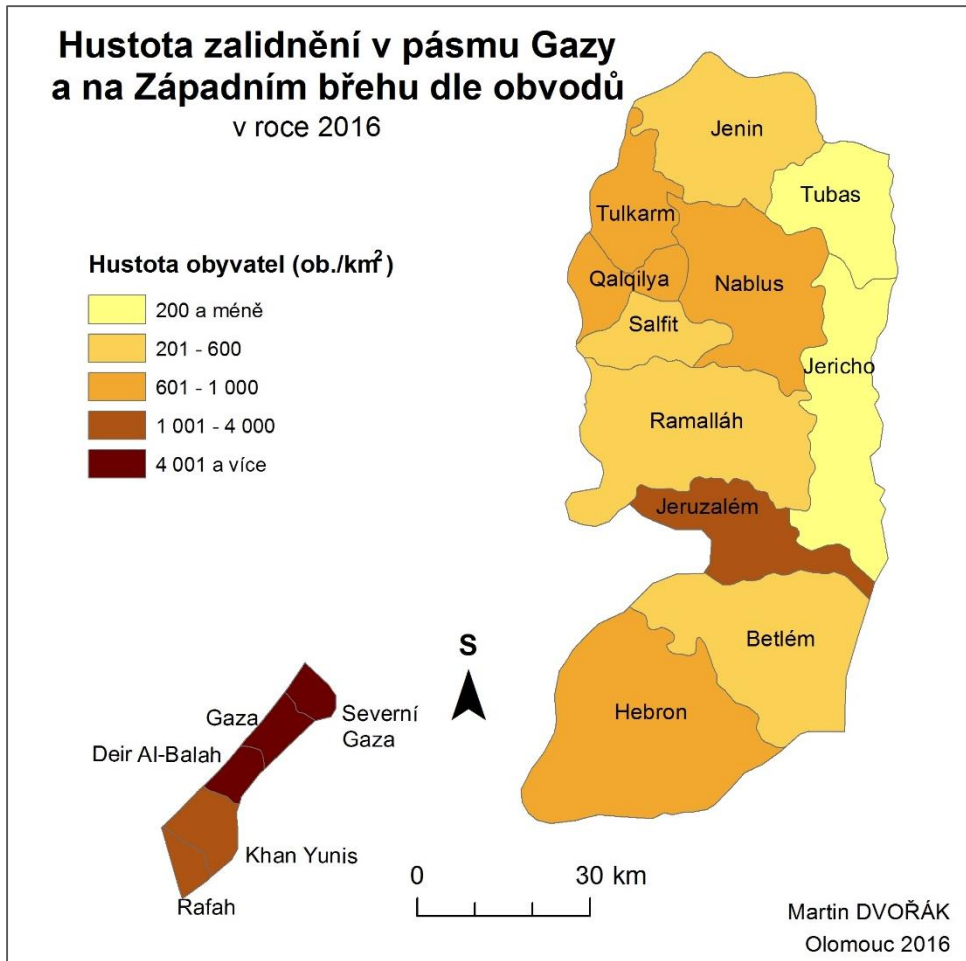 Hustota zalidnění v pásmu Gazy
a na Západním břehu dle obvodů
v roce 2016
Hustota obyvatel (ob./km²)
200 a méně
201 - 600
601 - 1 000
1 001 - 4 000
4 001 a více
Jenin
Tubas
Tulkarm
Qalqilya
Nablus
Salfit
Jericho
Ramalláh
Jeruzalém
Betlém
Hebron
S
Gaza
Severní
Gaza
Deir Al-Balah
Khan Yunis
Rafah
0 30 km
Martin DVOŘÁK
Olomouc 2016